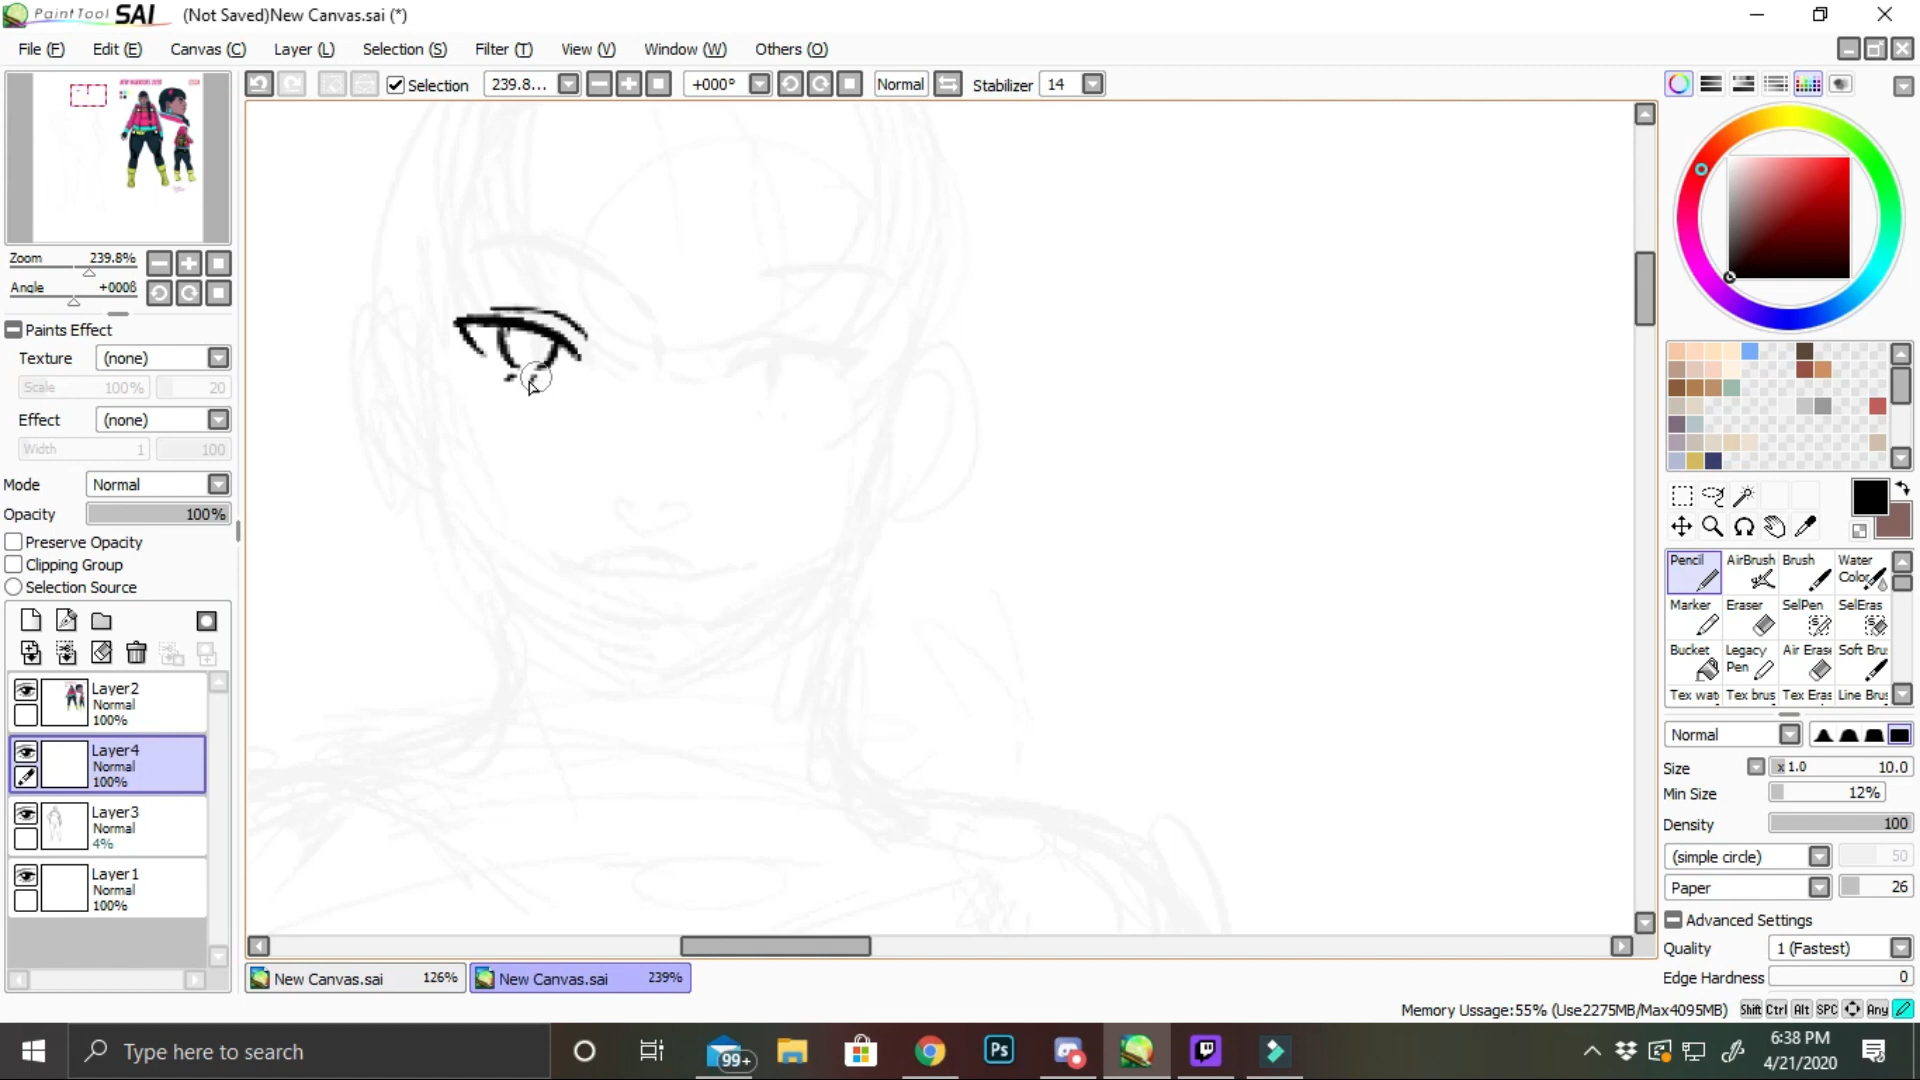 PaintTool SAI (Not Saved)New Canvas.sai (*)
File (F) Edit (E) Canvas (C) Layer (L) Selection (S) Filter (T) View (V) Window (W) Others (O)
Selection 239.8... +000° Normal Stabilizer 14
Zoom 239.8%
Angle +000ß
Paints Effect
Texture (none)
Scale 100% 20
Effect (none)
Width 1 100
Mode Normal
Opacity 100%
Preserve Opacity
Clipping Group
Selection Source
Layer2
Normal
100%
Layer4
Normal
100%
Layer3
Normal
4%
Layer1
Normal
100%
New Canvas.sai 126% New Canvas.sai 239%
Pencil AirBrush Brush Water Color
Marker Eraser SelPen SelEras
Bucket Legacy Pen Air Erase Soft Bru
Tex wat Tex brus Tex Eras Line Brus
Normal
Size x 1.0 10.0
Min Size 12%
Density 100
(simple circle) 50
Paper 26
Advanced Settings
Quality 1 (Fastest)
Edge Hardness 0
Memory Ussage:55% (Use2275MB/Max4095MB) Shift Ctrl Alt SPC Any
Type here to search 99+ Ps 6:38 PM
4/21/2020